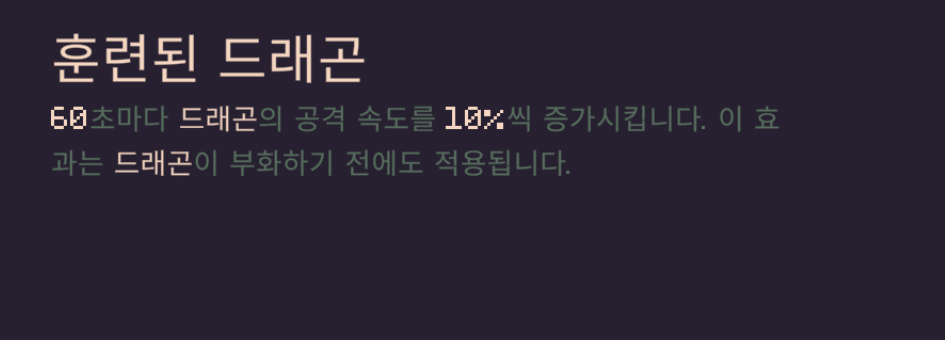 훈련된 드래곤
60초마다 드래곤의 공격 속도를 10%씩 증가시킵니다. 이 효
과는 드래곤이 부화하기 전에도 적용됩니다.